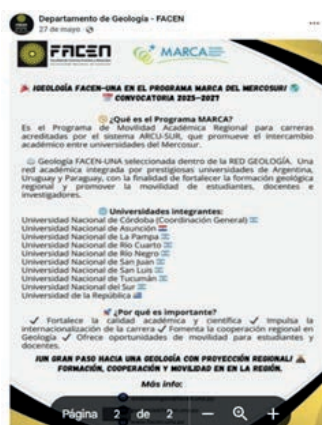 Departamento de Geología - FACEN
27 de mayo
FACEN
MARCA
¡GEOLOGÍA FACEN-UNA EN EL PROGRAMA MARCA DEL MERCOSUR!
CONVOCATORIA 2025-2027
¿Qué es el Programa MARCA?
Es el Programa de Movilidad Académica Regional para carreras
acreditadas por el sistema ARCU-SUR, que promueve el intercambio
académico entre universidades del Mercosur.
Geología FACEN-UNA seleccionada dentro de la RED GEOLOGÍA. Una
red académica integrada por prestigiosas universidades de Argentina,
Uruguay y Paraguay, con la finalidad de fortalecer la formación geológica
regional y promover la movilidad de estudiantes, docentes e
investigadores.
Universidades integrantes:
Universidad Nacional de Córdoba (Coordinación General)
Universidad Nacional de Asunción
Universidad Nacional de La Pampa
Universidad Nacional de Río Cuarto
Universidad Nacional de Río Negro
Universidad Nacional de San Juan
Universidad Nacional de San Luis
Universidad Nacional de Tucumán
Universidad Nacional del Sur
Universidad de la República
¿Por qué es importante?
✓ Fortalece la calidad académica y científica ✓ Impulsa la
internacionalización de la carrera ✓ Fomenta la cooperación regional en
Geología ✓ Ofrece oportunidades de movilidad para estudiantes y
docentes.
¡UN GRAN PASO HACIA UNA GEOLOGÍA CON PROYECCIÓN REGIONAL!
FORMACIÓN, COOPERACIÓN Y MOVILIDAD EN EN LA REGIÓN.
Más info:
Página 2 de 2